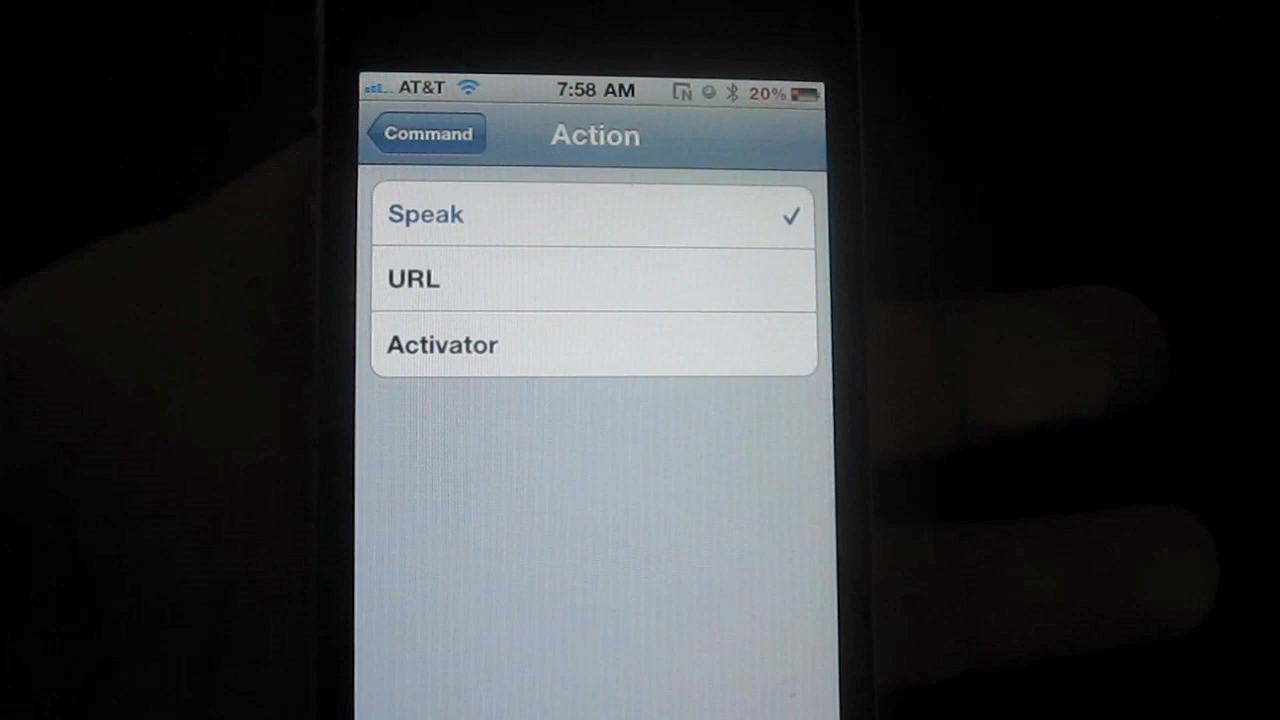 AT&T 7:58 AM N 20%
Command Action
Speak
URL
Activator